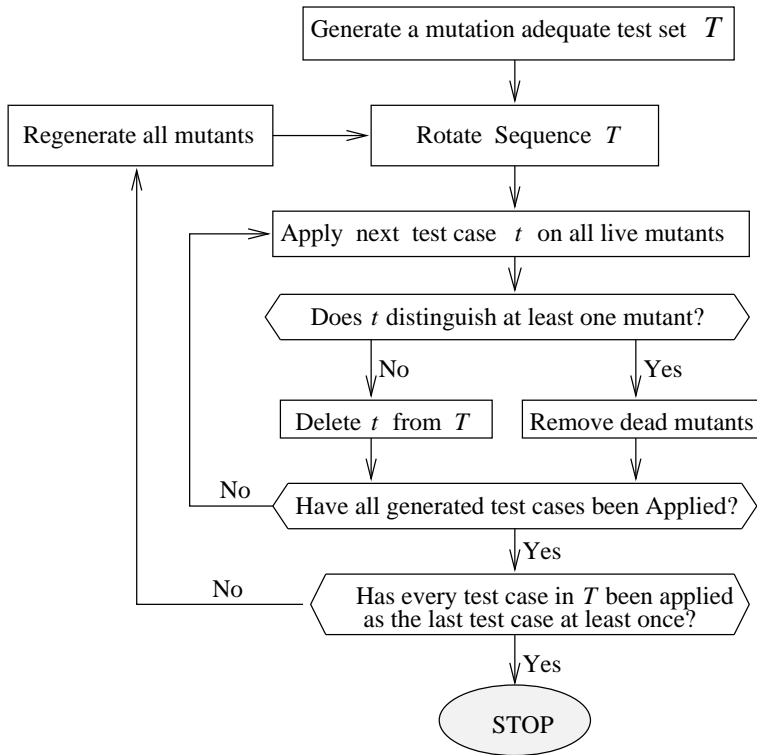 Generate a mutation adequate test set T
Regenerate all mutants
Rotate Sequence T
Apply next test case t on all live mutants
Does t distinguish at least one mutant?
No
Yes
Delete t from T
Remove dead mutants
No
Have all generated test cases been Applied?
Yes
No
Has every test case in T been applied
as the last test case at least once?
Yes
STOP